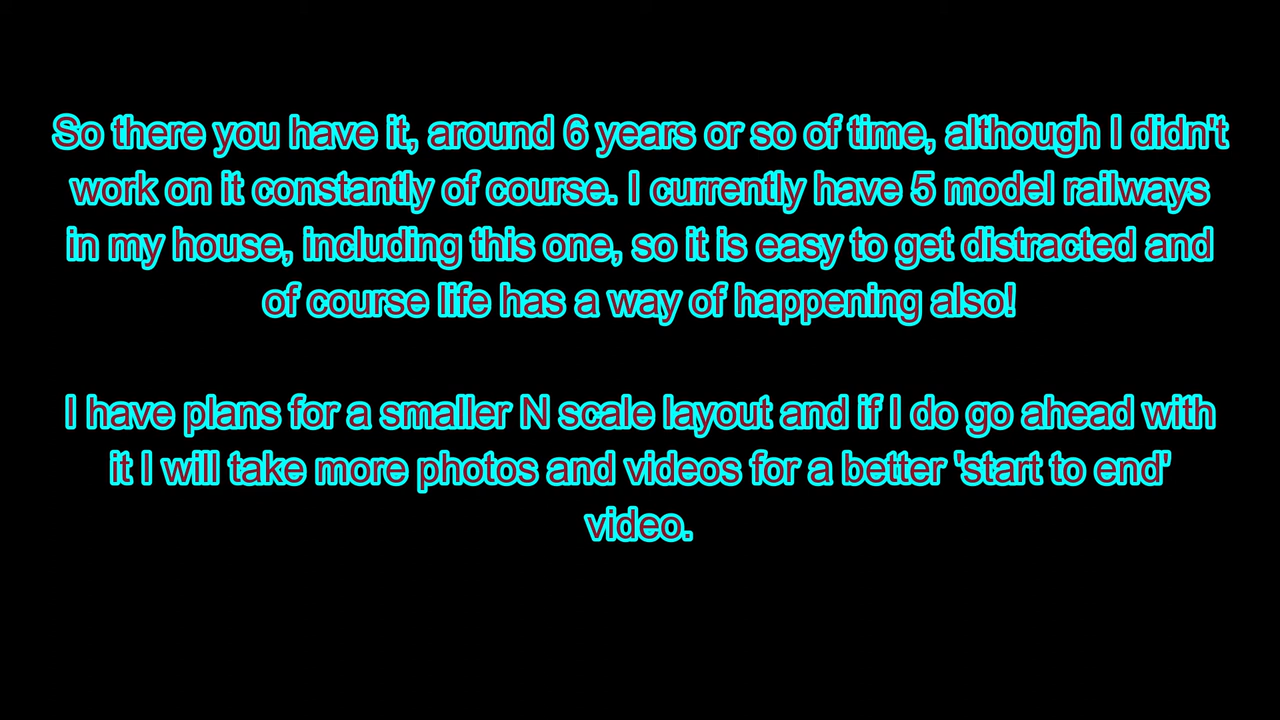 So there you have it, around 6 years or so of time, although I didn't
work on it constantly of course. I currently have 5 model railways
in my house, including this one, so it is easy to get distracted and
of course life has a way of happening also!
I have plans for a smaller N scale layout and if I do go ahead with
it I will take more photos and videos for a better 'start to end'
video.